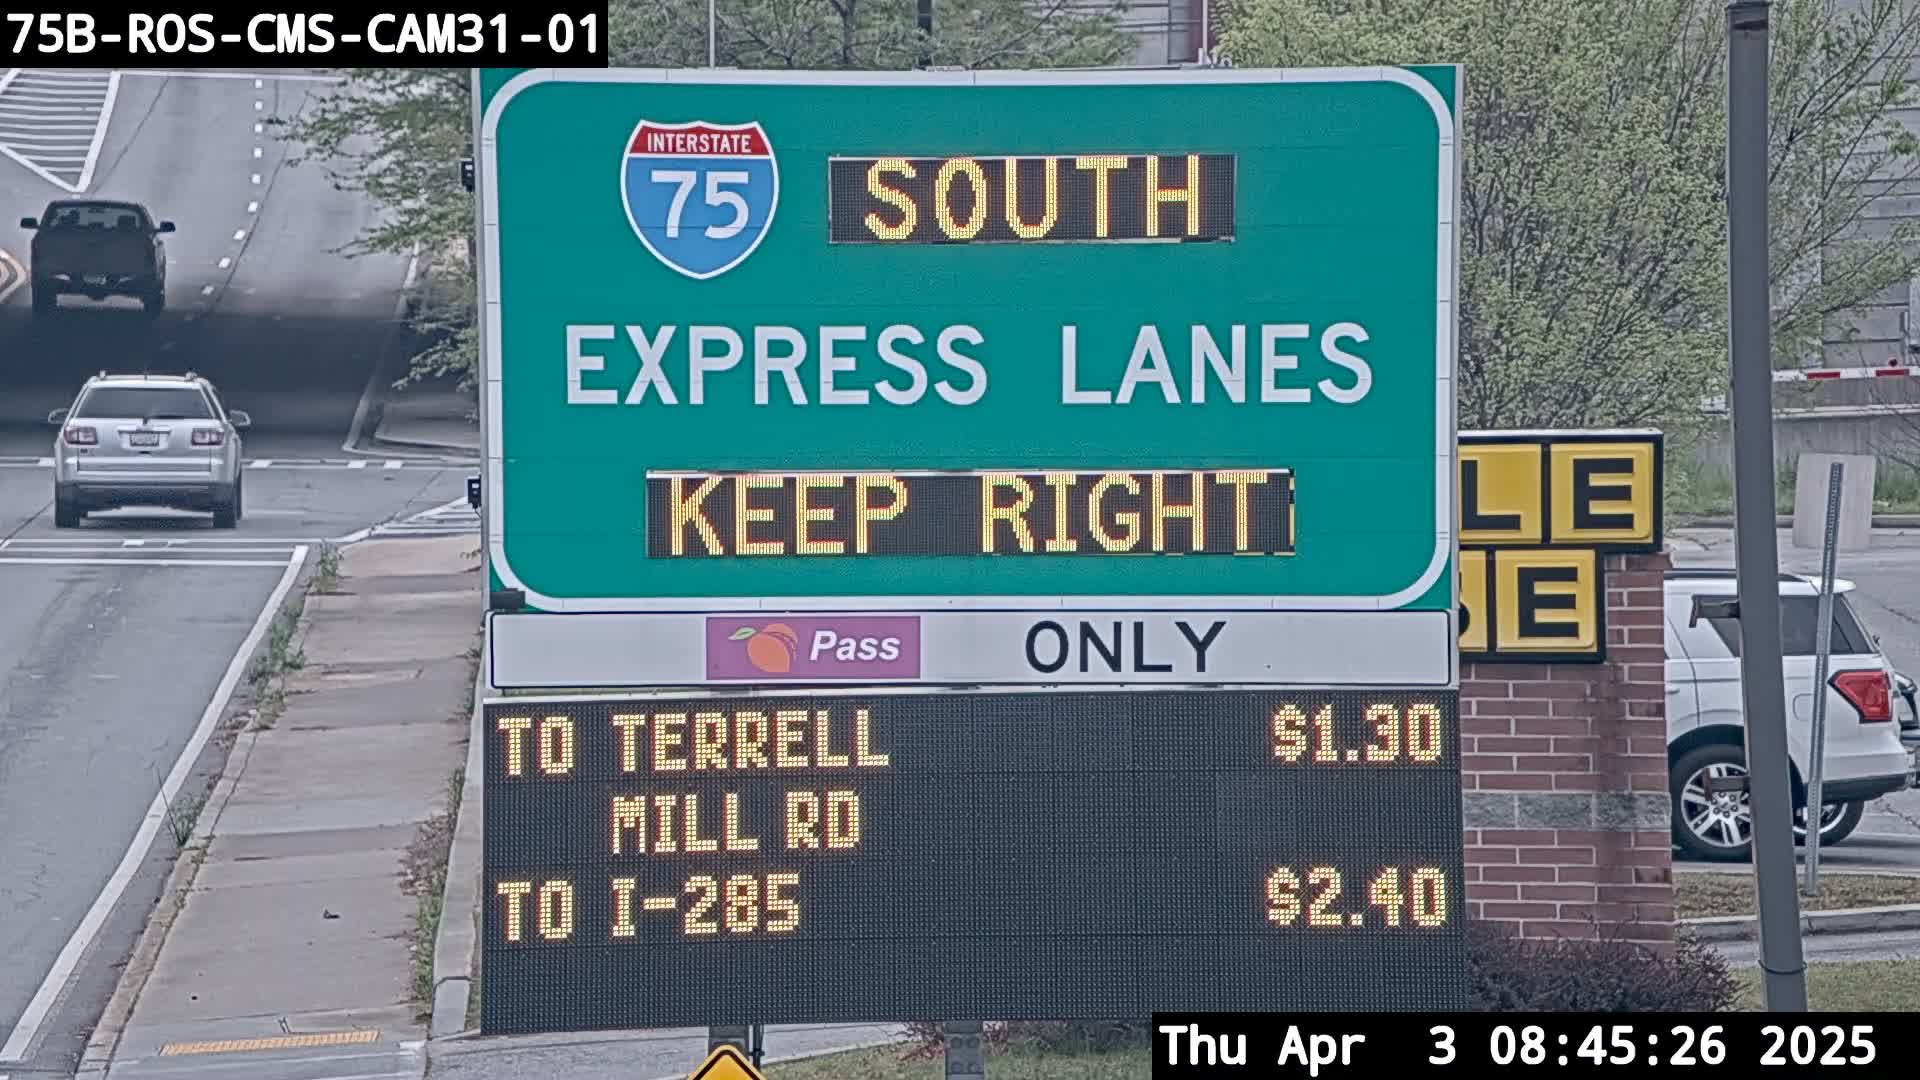 75B-ROS-CMS-CAM31-01
INTERSTATE
75
SOUTH
EXPRESS LANES
KEEP RIGHT
LE
E
Pass ONLY
TO TERRELL $1.30
MILL RD
TO I-285 $2.40
Thu Apr 3 08:45:26 2025